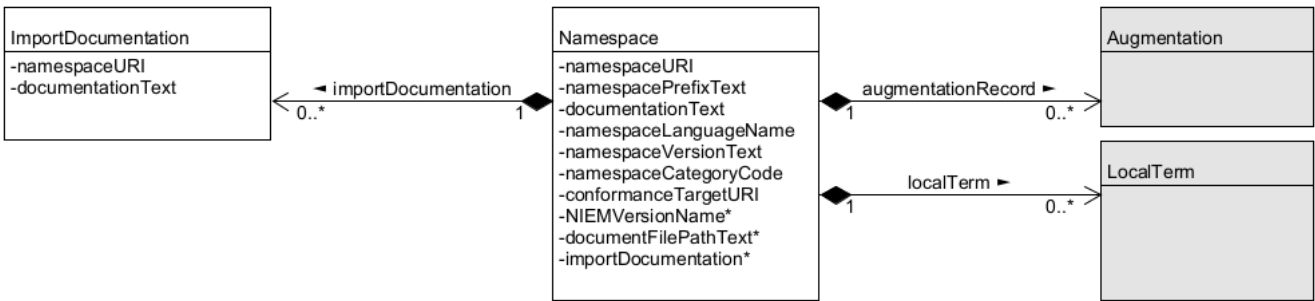 ImportDocumentation
-namespaceURI
-documentationText
◄ importDocumentation
0..*
1
Namespace
-namespaceURI
-namespacePrefixText
-documentationText
-namespaceLanguageName
-namespaceVersionText
-namespaceCategoryCode
-conformanceTargetURI
-NIEMVersionName*
-documentFilePathText*
-importDocumentation*
augmentationRecord ►
1
0..*
Augmentation
localTerm ►
1
0..*
LocalTerm